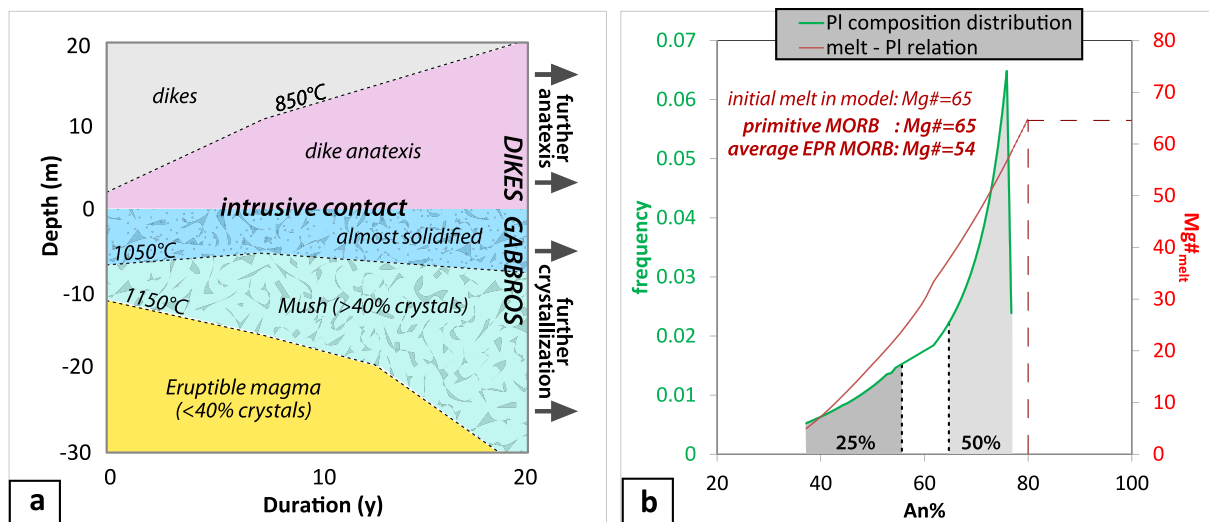 20
10
0
-10
-20
-30
Depth (m)
0
10
20
Duration (y)
dikes
850°C
dike anatexis
intrusive contact
almost solidified
1050°C
1150°C
Mush (>40% crystals)
Eruptible magma
(<40% crystals)
DIKES
GABBROS
further
anatexis
further
crystallization
a
Pl composition distribution
melt - Pl relation
0.07
0.06
0.05
0.04
0.03
0.02
0.01
0
frequency
initial melt in model: Mg#=65
primitive MORB : Mg#=65
average EPR MORB: Mg#=54
25%
50%
80
70
60
50
40
30
20
10
0
Mg#melt
20
40
60
80
100
An%
b